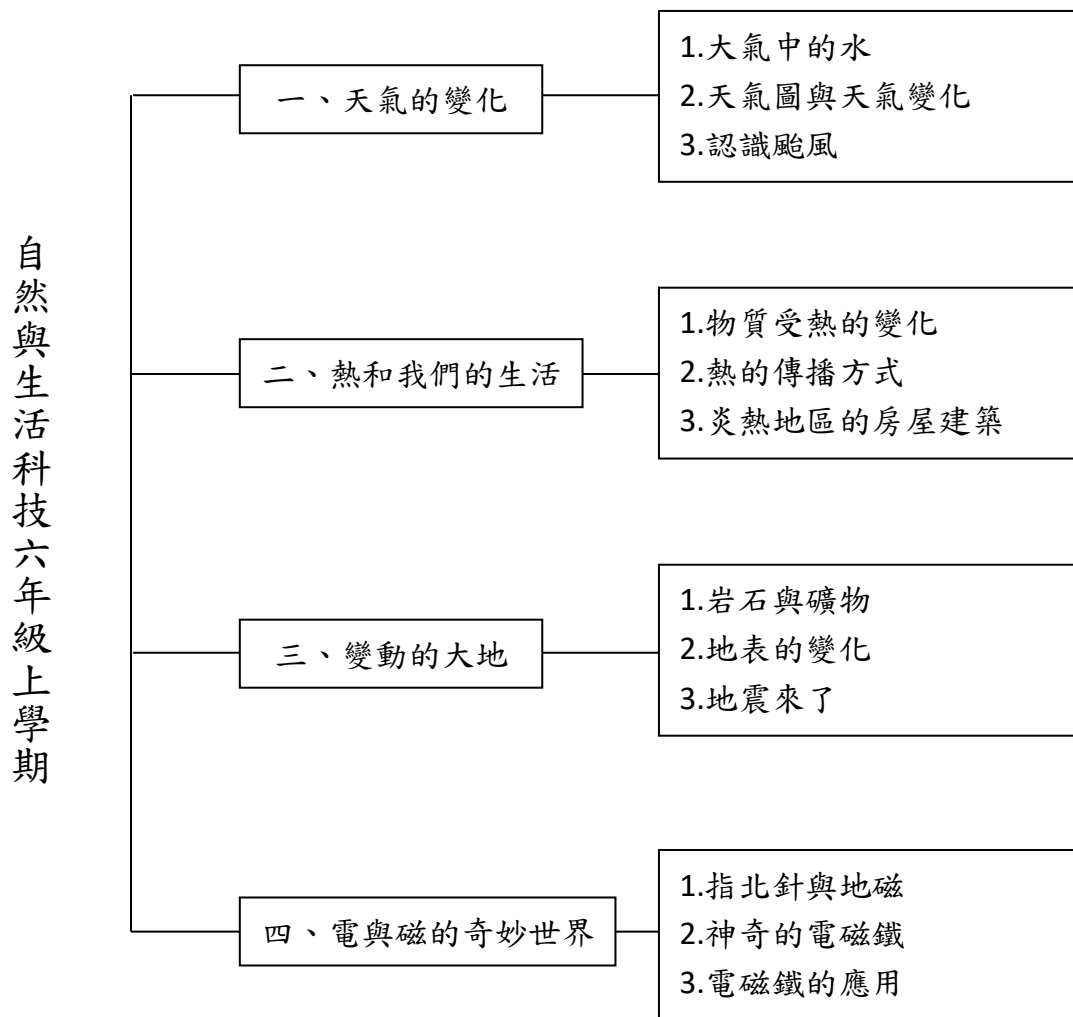 自然與生活科技六年級上學期
一、天氣的變化
1.大氣中的水
2.天氣圖與天氣變化
3.認識颱風
二、熱和我們的生活
1.物質受熱的變化
2.熱的傳播方式
3.炎熱地區的房屋建築
三、變動的大地
1.岩石與礦物
2.地表的變化
3.地震來了
四、電與磁的奇妙世界
1.指北針與地磁
2.神奇的電磁鐵
3.電磁鐵的應用